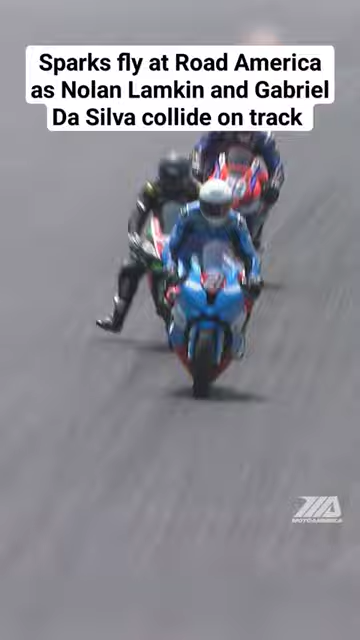 Sparks fly at Road America
as Nolan Lamkin and Gabriel
Da Silva collide on track
MOTOAMERICA